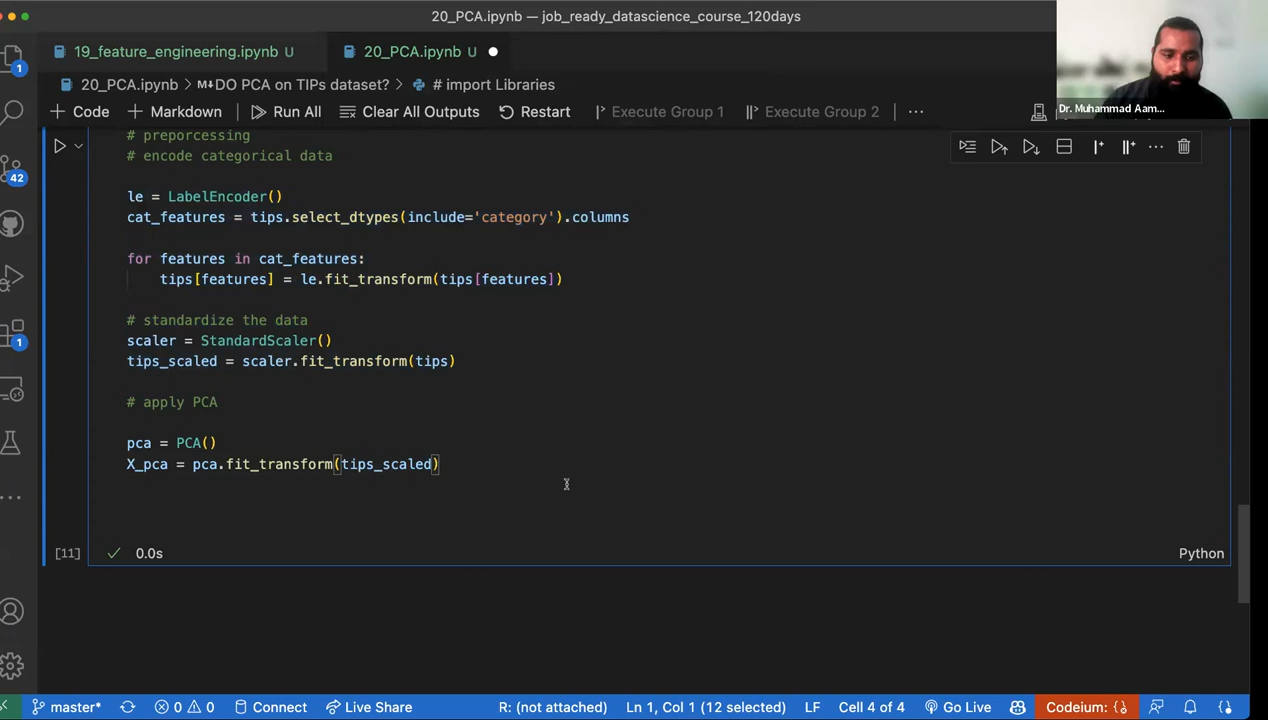 20_PCA.ipynb — job_ready_datascience_course_120days
19_feature_engineering.ipynb U
20_PCA.ipynb U
20_PCA.ipynb > M↓DO PCA on TIPs dataset? > # import Libraries
Dr. Muhammad Aam...
+ Code + Markdown Run All Clear All Outputs Restart Execute Group 1 Execute Group 2 ...
# preporcessing
# encode categorical data
le = LabelEncoder()
cat_features = tips.select_dtypes(include='category').columns
for features in cat_features:
tips[features] = le.fit_transform(tips[features])
# standardize the data
scaler = StandardScaler()
tips_scaled = scaler.fit_transform(tips)
# apply PCA
pca = PCA()
X_pca = pca.fit_transform(tips_scaled)
[11] 0.0s Python
1
42
1
master* 0 0 Connect Live Share R: (not attached) Ln 1, Col 1 (12 selected) LF Cell 4 of 4 Go Live Codeium: {}